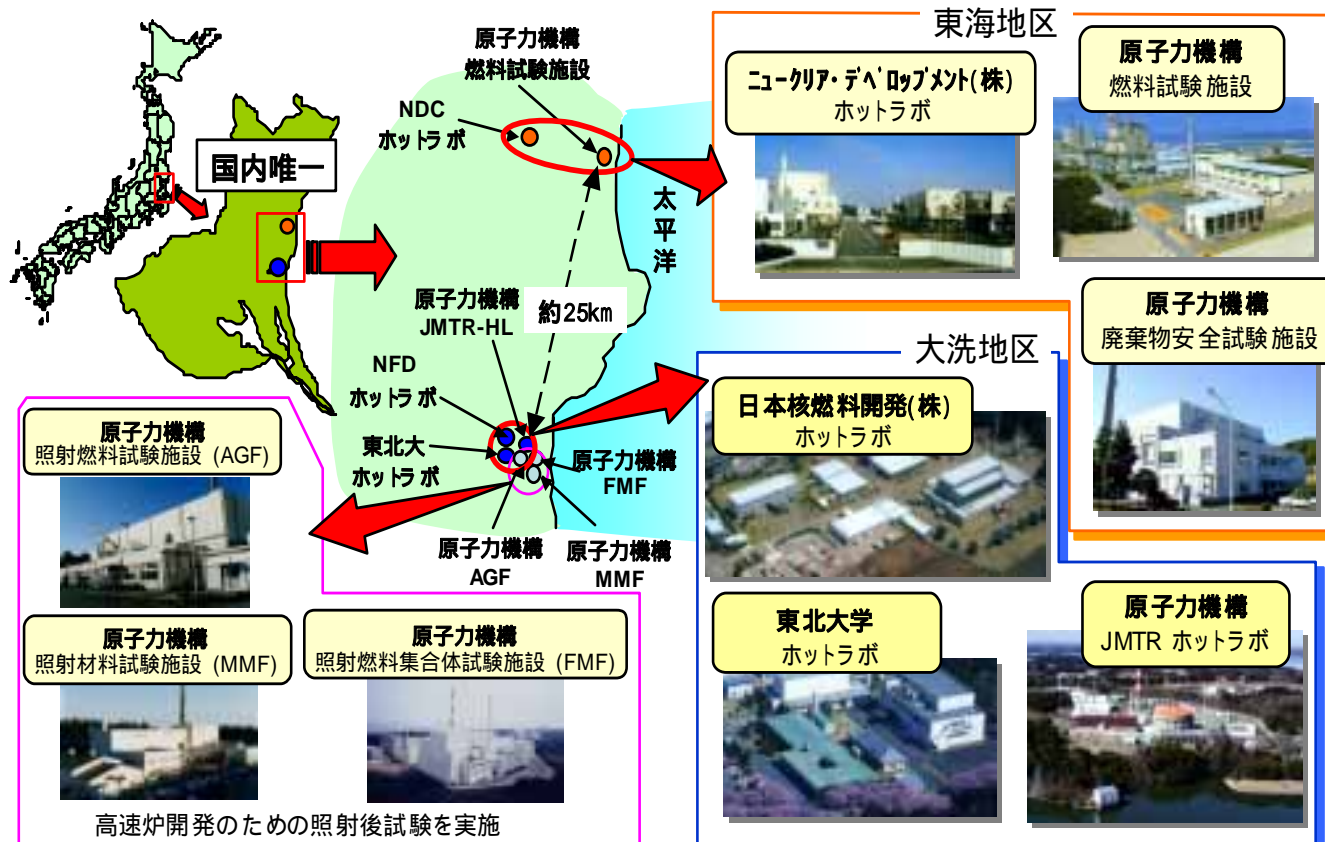 国内唯一
原子力機構
燃料試験施設
NDC
ホットラボ
太
平
洋
約25km
原子力機構
JMTR-HL
NFD
ホットラボ
東北大
ホットラボ
原子力機構
FMF
原子力機構
AGF
原子力機構
MMF
東海地区
ニュークリア・デベロップメント(株)
ホットラボ
原子力機構
燃料試験施設
原子力機構
廃棄物安全試験施設
大洗地区
日本核燃料開発(株)
ホットラボ
東北大学
ホットラボ
原子力機構
JMTR ホットラボ
原子力機構
照射燃料試験施設 (AGF)
原子力機構
照射材料試験施設 (MMF)
原子力機構
照射燃料集合体試験施設 (FMF)
高速炉開発のための照射後試験を実施